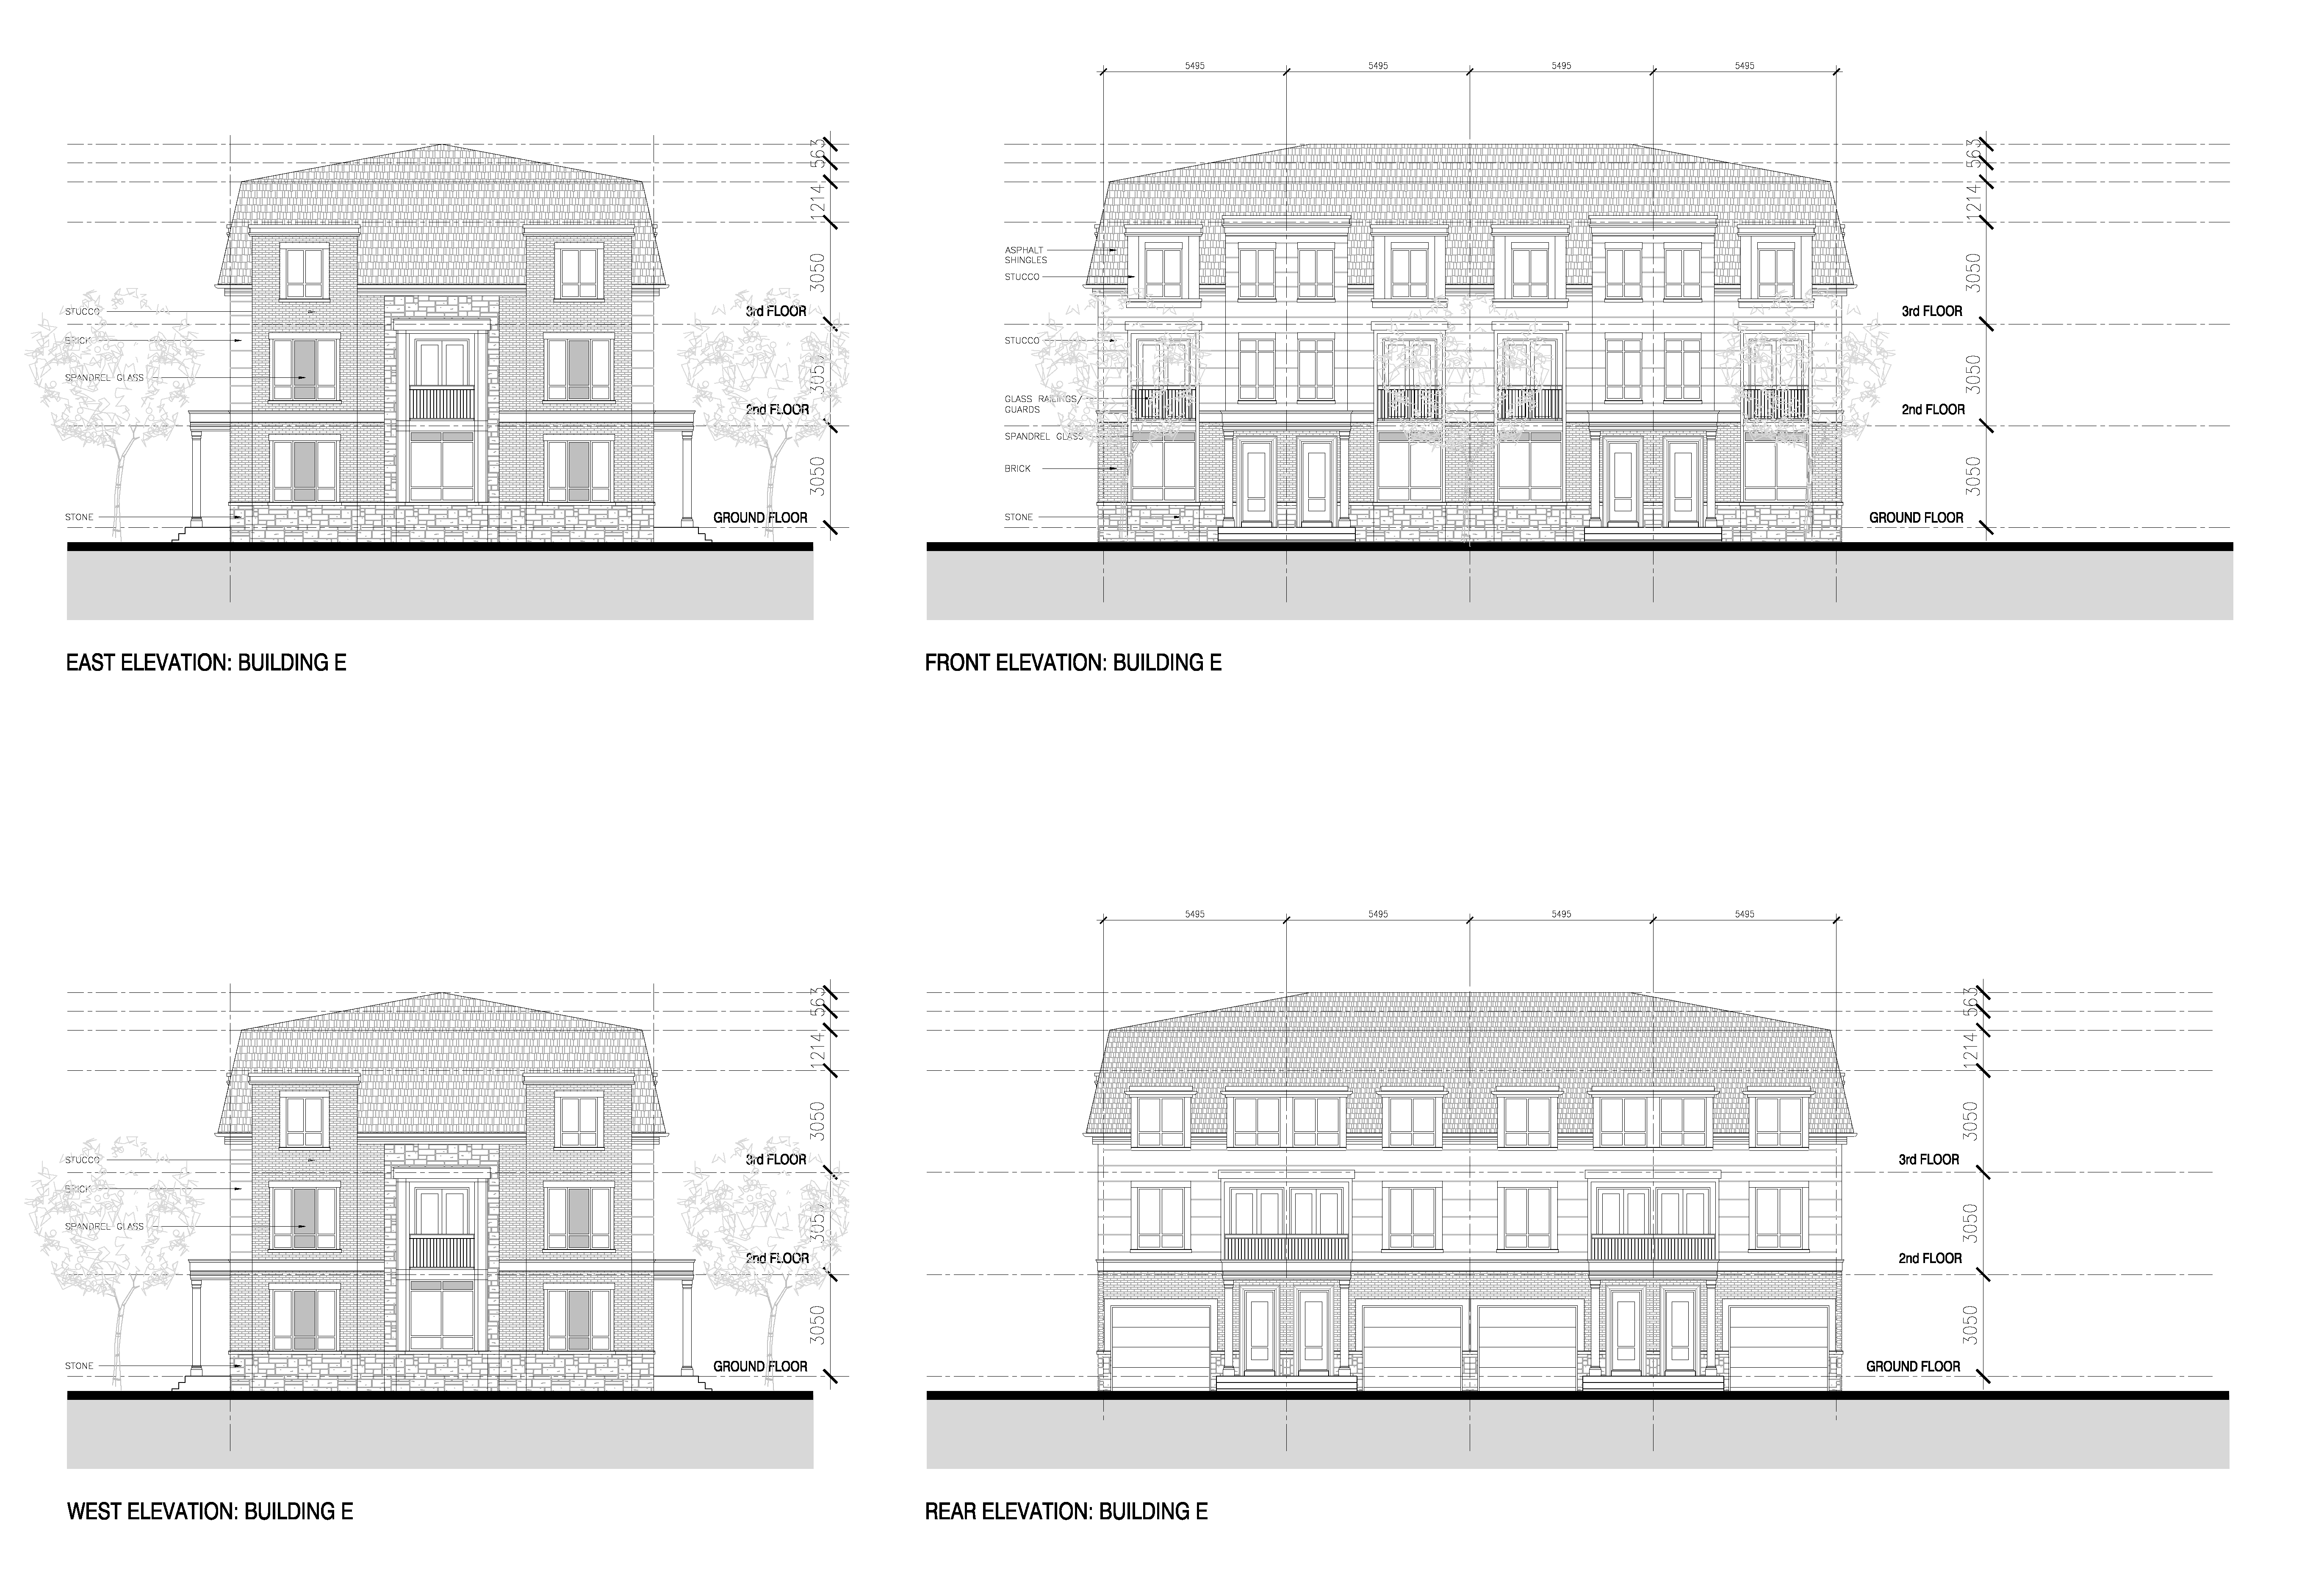 563
1214
3050
STUCCO
3rd FLOOR
BRICK
SPANDREL GLASS
3050
2nd FLOOR
3050
STONE
GROUND FLOOR
EAST ELEVATION: BUILDING E
5495 5495 5495 5495
563
1214
ASPHALT
SHINGLES
STUCCO
3050
3rd FLOOR
STUCCO
3050
GLASS RAILINGS/
GUARDS
2nd FLOOR
SPANDREL GLASS
BRICK
3050
STONE
GROUND FLOOR
FRONT ELEVATION: BUILDING E
563
1214
3050
STUCCO
3rd FLOOR
BRICK
SPANDREL GLASS
3050
2nd FLOOR
3050
STONE
GROUND FLOOR
WEST ELEVATION: BUILDING E
5495 5495 5495 5495
563
1214
3050
3rd FLOOR
3050
2nd FLOOR
3050
GROUND FLOOR
REAR ELEVATION: BUILDING E